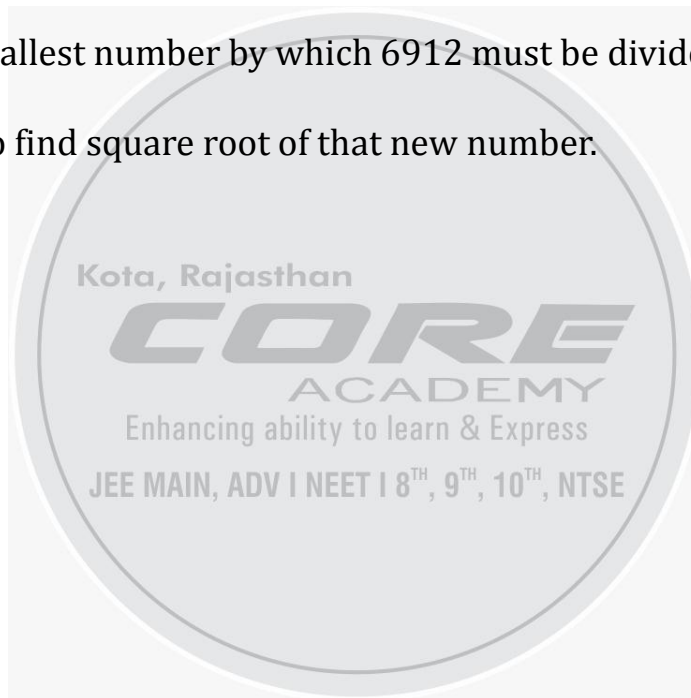 allest number by which 6912 must be divide
o find square root of that new number.
Kota, Rajasthan
CORE
ACADEMY
Enhancing ability to learn & Express
JEE MAIN, ADV I NEET I 8TH, 9TH, 10TH, NTSE